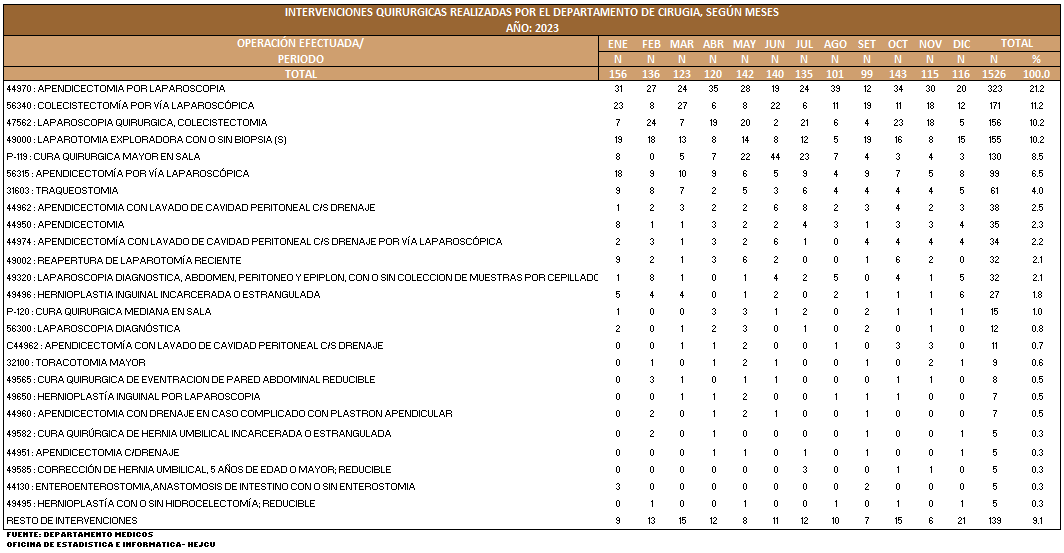 INTERVENCIONES QUIRURGICAS REALIZADAS POR EL DEPARTAMENTO DE CIRUGIA, SEGÚN MESES
AÑO: 2023
OPERACIÓN EFECTUADA/ ENE FEB MAR ABR MAY JUN JUL AGO SET OCT NOV DIC TOTAL
PERIODO N N N N N N N N N N N N N %
TOTAL 156 136 123 120 142 140 135 101 99 143 115 116 1526 100.0
44970 : APENDICECTOMIA POR LAPAROSCOPIA 31 27 24 35 28 19 24 39 12 34 30 20 323 21.2
56340 : COLECISTECTOMÍA POR VÍA LAPAROSCÓPICA 23 8 27 6 8 22 6 11 19 11 18 12 171 11.2
47562 : LAPAROSCOPIA QUIRURGICA, COLECISTECTOMIA 7 24 7 19 20 2 21 6 4 23 18 5 156 10.2
49000 : LAPAROTOMIA EXPLORADORA CON O SIN BIOPSIA (S) 19 18 13 8 14 8 12 5 19 16 8 15 155 10.2
P-119 : CURA QUIRURGICA MAYOR EN SALA 8 0 5 7 22 44 23 7 4 3 4 3 130 8.5
56315 : APENDICECTOMÍA POR VÍA LAPAROSCÓPICA 18 9 10 9 6 5 9 4 9 7 5 8 99 6.5
31603 : TRAQUEOSTOMIA 9 8 7 2 5 3 6 4 4 4 4 5 61 4.0
44962 : APENDICECTOMIA CON LAVADO DE CAVIDAD PERITONEAL C/S DRENAJE 1 2 3 2 2 6 8 2 3 4 2 3 38 2.5
44950 : APENDICECTOMIA 8 1 1 3 2 2 4 3 1 3 3 4 35 2.3
44974 : APENDICECTOMÍA CON LAVADO DE CAVIDAD PERITONEAL C/S DRENAJE POR VÍA LAPAROSCÓPICA 2 3 1 3 2 6 1 0 4 4 4 4 34 2.2
49002 : REAPERTURA DE LAPAROTOMÍA RECIENTE 9 2 1 3 6 2 0 0 1 6 2 0 32 2.1
49320 : LAPAROSCOPIA DIAGNOSTICA, ABDOMEN, PERITONEO Y EPIPLON, CON O SIN COLECCION DE MUESTRAS POR CEPILLADO 1 8 1 0 1 4 2 5 0 4 1 5 32 2.1
49496 : HERNIOPLASTIA INGUINAL INCARCERADA O ESTRANGULADA 5 4 4 0 1 2 0 2 1 1 1 6 27 1.8
P-120 : CURA QUIRURGICA MEDIANA EN SALA 1 0 0 3 3 1 2 0 2 1 1 1 15 1.0
56300 : LAPAROSCOPIA DIAGNÓSTICA 2 0 1 2 3 0 1 0 2 0 1 0 12 0.8
C44962 : APENDICECTOMÍA CON LAVADO DE CAVIDAD PERITONEAL C/S DRENAJE 0 0 1 1 2 0 0 1 0 3 3 0 11 0.7
32100 : TORACOTOMIA MAYOR 0 1 0 1 2 0 1 0 1 0 2 1 9 0.6
49565 : CURA QUIRURGICA DE EVENTRACION DE PARED ABDOMINAL REDUCIBLE 0 3 1 0 1 1 0 0 0 1 1 0 8 0.5
49650 : HERNIOPLASTÍA INGUINAL POR LAPAROSCOPIA 0 0 1 1 2 0 0 1 1 1 0 0 7 0.5
44960 : APENDICECTOMIA CON DRENAJE EN CASO COMPLICADO CON PLASTRON APENDICULAR 0 2 0 1 2 1 0 0 1 0 0 0 7 0.5
49582 : CURA QUIRÚRGICA DE HERNIA UMBILICAL INCARCERADA O ESTRANGULADA 0 2 0 1 0 0 0 0 1 0 0 1 5 0.3
44951 : APENDICECTOMIA C/DRENAJE 0 0 0 1 1 0 1 0 0 1 0 1 5 0.3
49585 : CORRECCIÓN DE HERNIA UMBILICAL, 5 AÑOS DE EDAD O MAYOR; REDUCIBLE 0 0 0 0 0 0 3 0 0 1 1 0 5 0.3
44130 : ENTEROENTEROSTOMIA,ANASTOMOSIS DE INTESTINO CON O SIN ENTEROSTOMIA 3 0 0 0 0 0 0 0 2 0 0 0 5 0.3
49495 : HERNIOPLASTÍA CON O SIN HIDROCELECTOMÍA; REDUCIBLE 0 1 0 0 0 1 0 1 0 1 0 1 5 0.3
RESTO DE INTERVENCIONES 9 13 15 12 8 11 12 10 7 15 6 21 139 9.1
FUENTE: DEPARTAMENTO MEDICOS
OFICINA DE ESTADISTICA E INFORMATICA- HEJCU